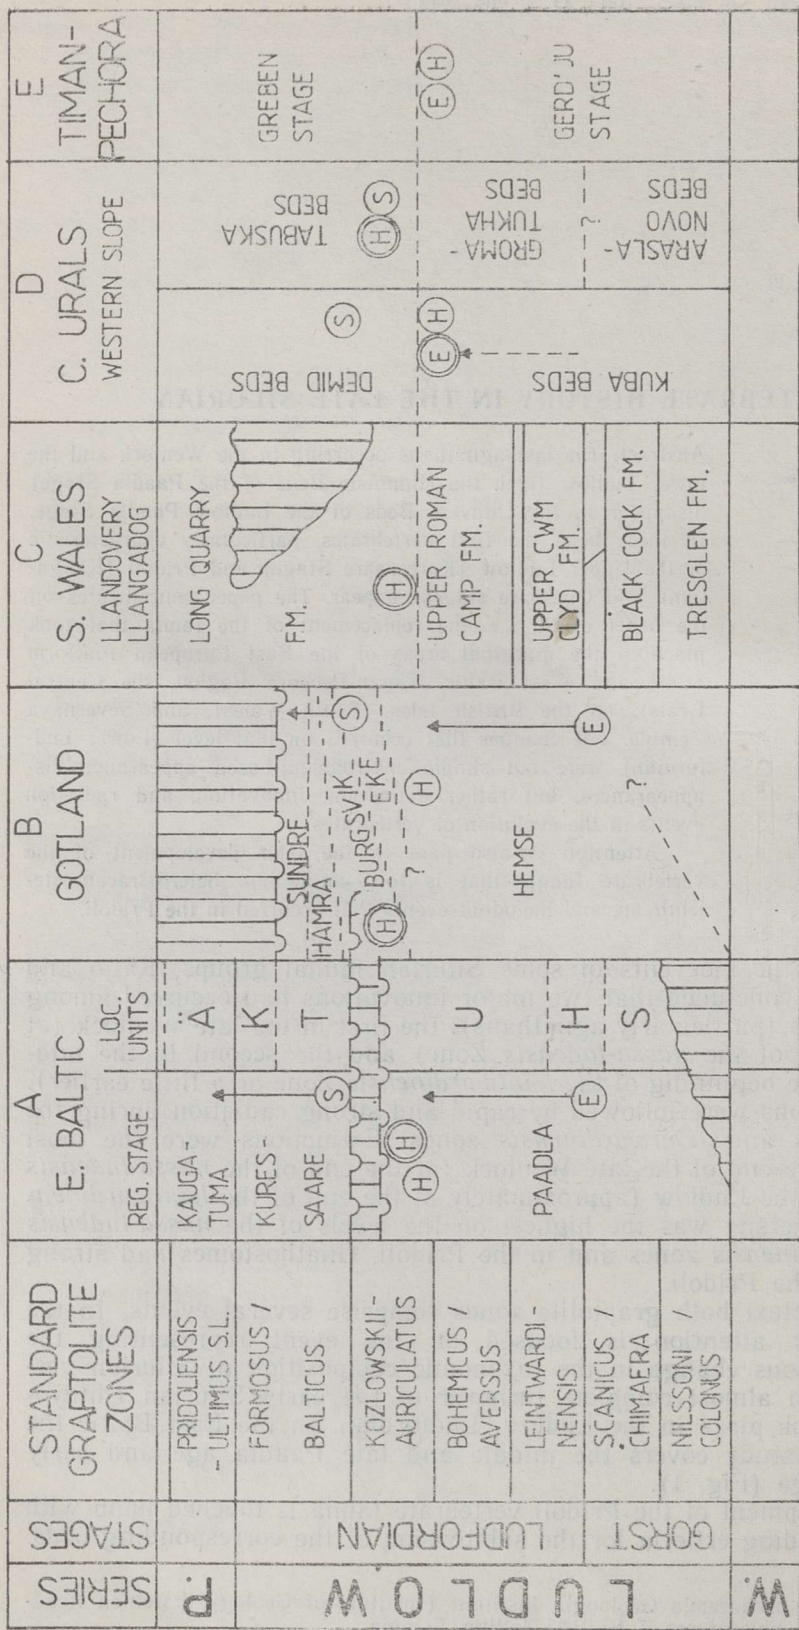 SERIES
STAGES
STANDARD
GRAPTOLITE
ZONES
A
E. BALTIC
REG. STAGE
LOC.
UNITS
B
GOTLAND
C
S. WALES
LLANDOVERY
LLANGADOG
D
C. URALS
WESTERN SLOPE
E
TIMAN-
PECHORA
P.
LUDLOW
W.
LUDFORDIAN
GORST
PRIDOLIENSIS
- ULTIMUS S.L.
FORMOSUS /
BALTICUS
KOZLOWSKII-
AURICULATUS
BOHEMICUS /
AVERSUS
LEINTWARDI-
NENSIS
SCANICUS /
CHIMAERA
NILSSONI
COLONUS
KAUGA-
TUMA
KURES-
SAARE
PAADLA
Ä
K
T
U
H
S
S
H
H
E
SUNDRE
HAMRA
BURGSVIK
EKE
?
HEMSE
?
S
H
H
E
LONG QUARRY
FM.
H
UPPER ROMAN
CAMP FM.
UPPER CWM
CLYD FM.
BLACK COCK FM.
TRESGLEN FM.
DEMID BEDS
S
E H
KUBA BEDS
TABUSKA
BEDS
H S
GROMA-
TUKHA
BEDS
?
ARASLA-
NOVO
BEDS
GREBEN
STAGE
E H
GERD'JU
STAGE